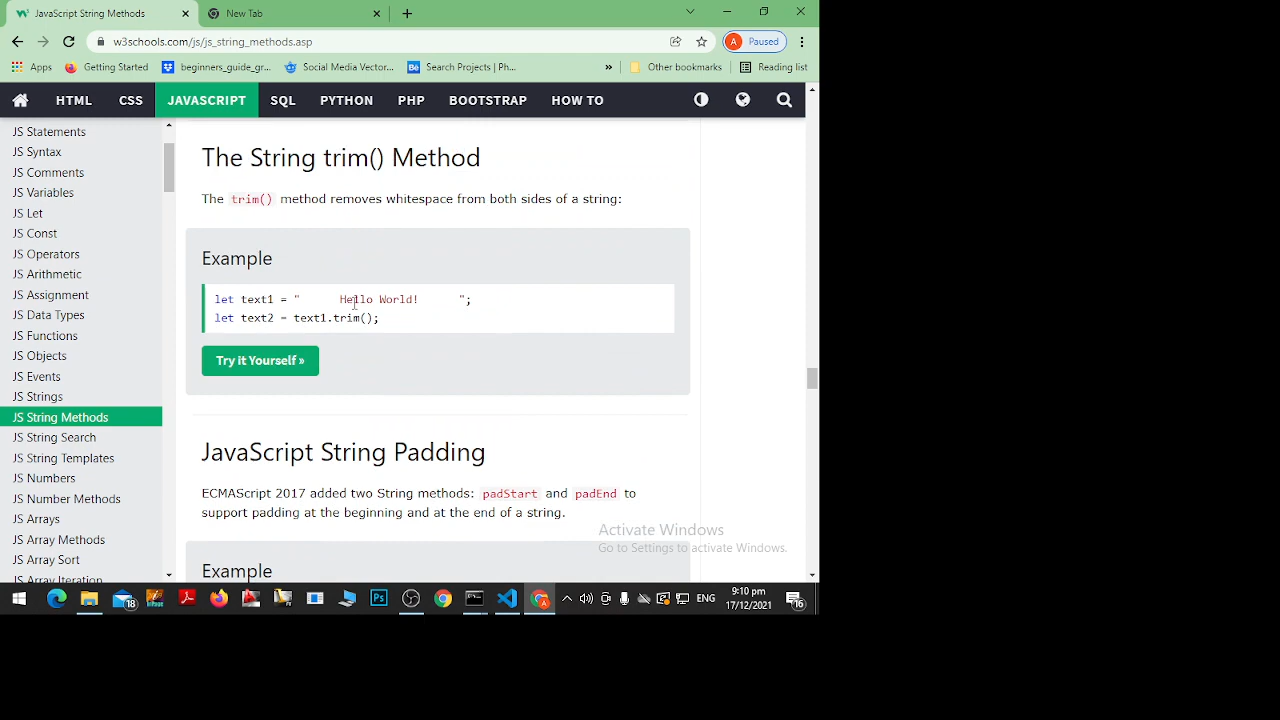 JavaScript String Methods
New Tab
w3schools.com/js/js_string_methods.asp
A Paused
Apps Getting Started beginners_guide_gr... Social Media Vector... Bē Search Projects | Ph... » Other bookmarks Reading list
HTML CSS JAVASCRIPT SQL PYTHON PHP BOOTSTRAP HOW TO
JS Statements
JS Syntax
JS Comments
JS Variables
JS Let
JS Const
JS Operators
JS Arithmetic
JS Assignment
JS Data Types
JS Functions
JS Objects
JS Events
JS Strings
JS String Methods
JS String Search
JS String Templates
JS Numbers
JS Number Methods
JS Arrays
JS Array Methods
JS Array Sort
JS Array Iteration
The String trim() Method
The trim() method removes whitespace from both sides of a string:
Example
let text1 = "      Hello World!      ";
let text2 = text1.trim();
Try it Yourself »
JavaScript String Padding
ECMAScript 2017 added two String methods: padStart and padEnd to
support padding at the beginning and at the end of a string.
Example
Activate Windows
Go to Settings to activate Windows.
18
Ps
ENG
9:10 pm
17/12/2021
16